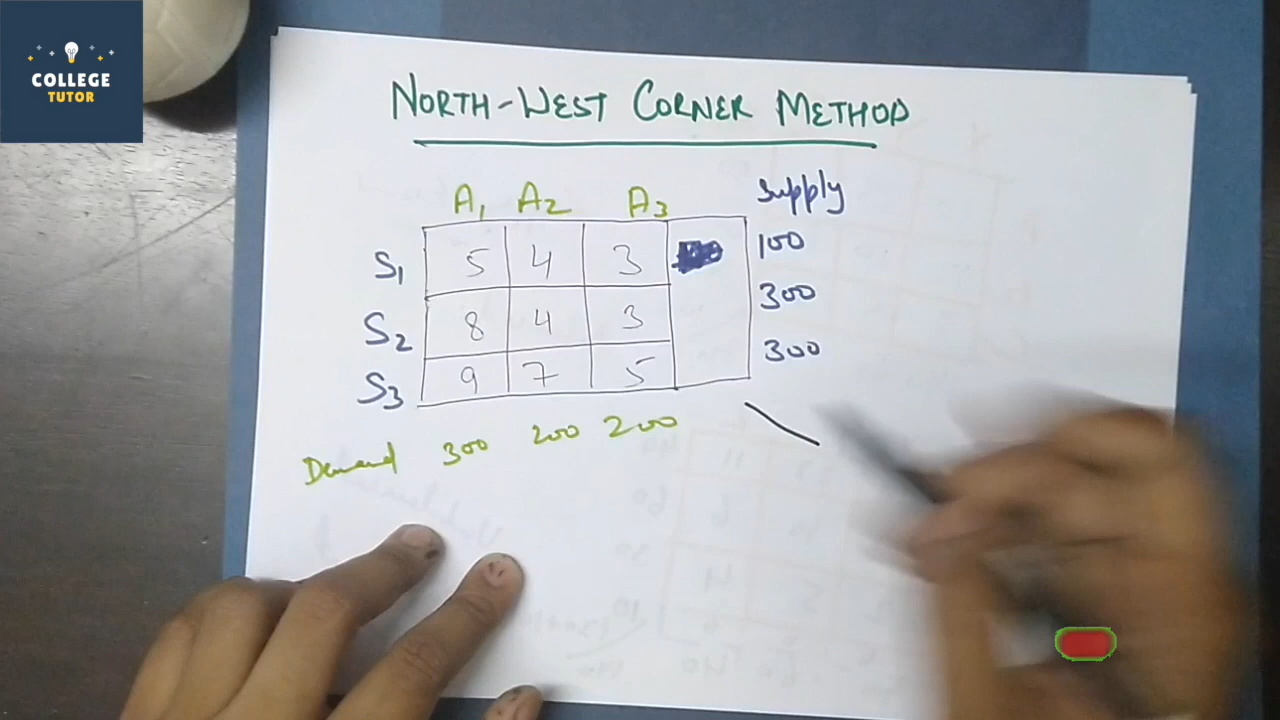 COLLEGE
TUTOR
NORTH-WEST CORNER METHOD
A1 A2 A3 Supply
S1 5 4 3 100
S2 8 4 3 300
S3 9 7 5 300
Demand 300 200 200